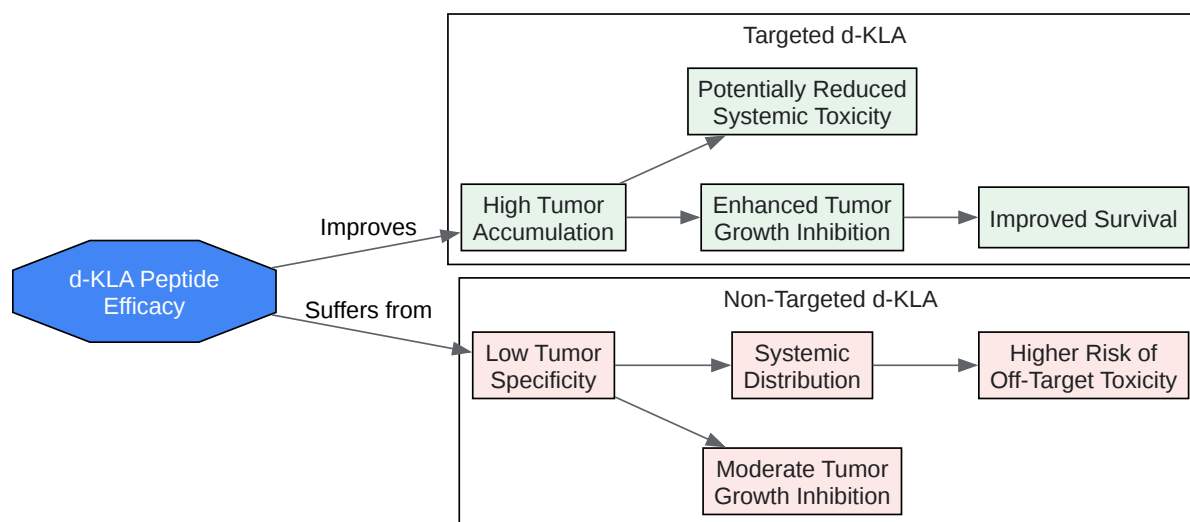 Targeted d-KLA
Potentially Reduced
Systemic Toxicity
High Tumor
Accumulation
Enhanced Tumor
Growth Inhibition
Improved Survival
Improves
d-KLA Peptide
Efficacy
Suffers from
Non-Targeted d-KLA
Low Tumor
Specificity
Systemic
Distribution
Higher Risk of
Off-Target Toxicity
Moderate Tumor
Growth Inhibition